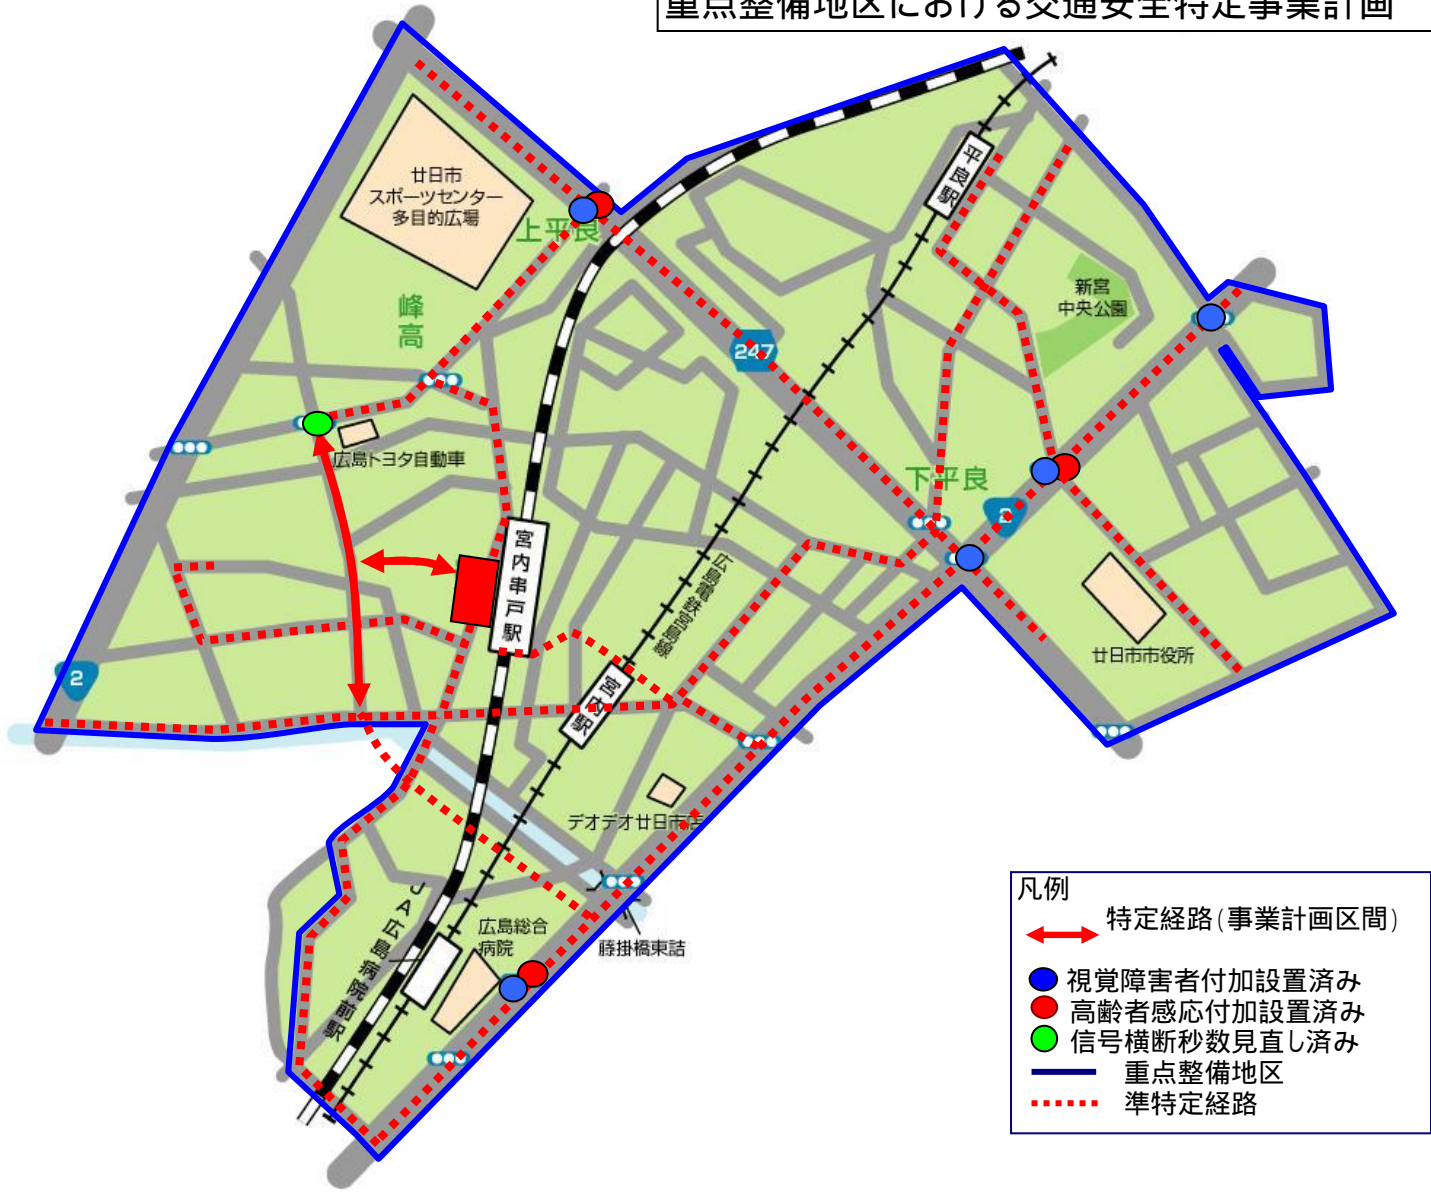 重点整備地区における交通安全特定事業計画
廿日市
スポーツセンター
多目的広場
上平良
峰高
平良駅
新宮
中央公園
247
広島トヨタ自動車
下平良
2
宮内串戸駅
広島電鉄宮島線
廿日市市役所
2
宮内駅
デオデオ廿日市店
広島総合
病院
藤掛橋東詰
JA広島病院前駅
凡例
特定経路(事業計画区間)
視覚障害者付加設置済み
高齢者感応付加設置済み
信号横断秒数見直し済み
重点整備地区
準特定経路